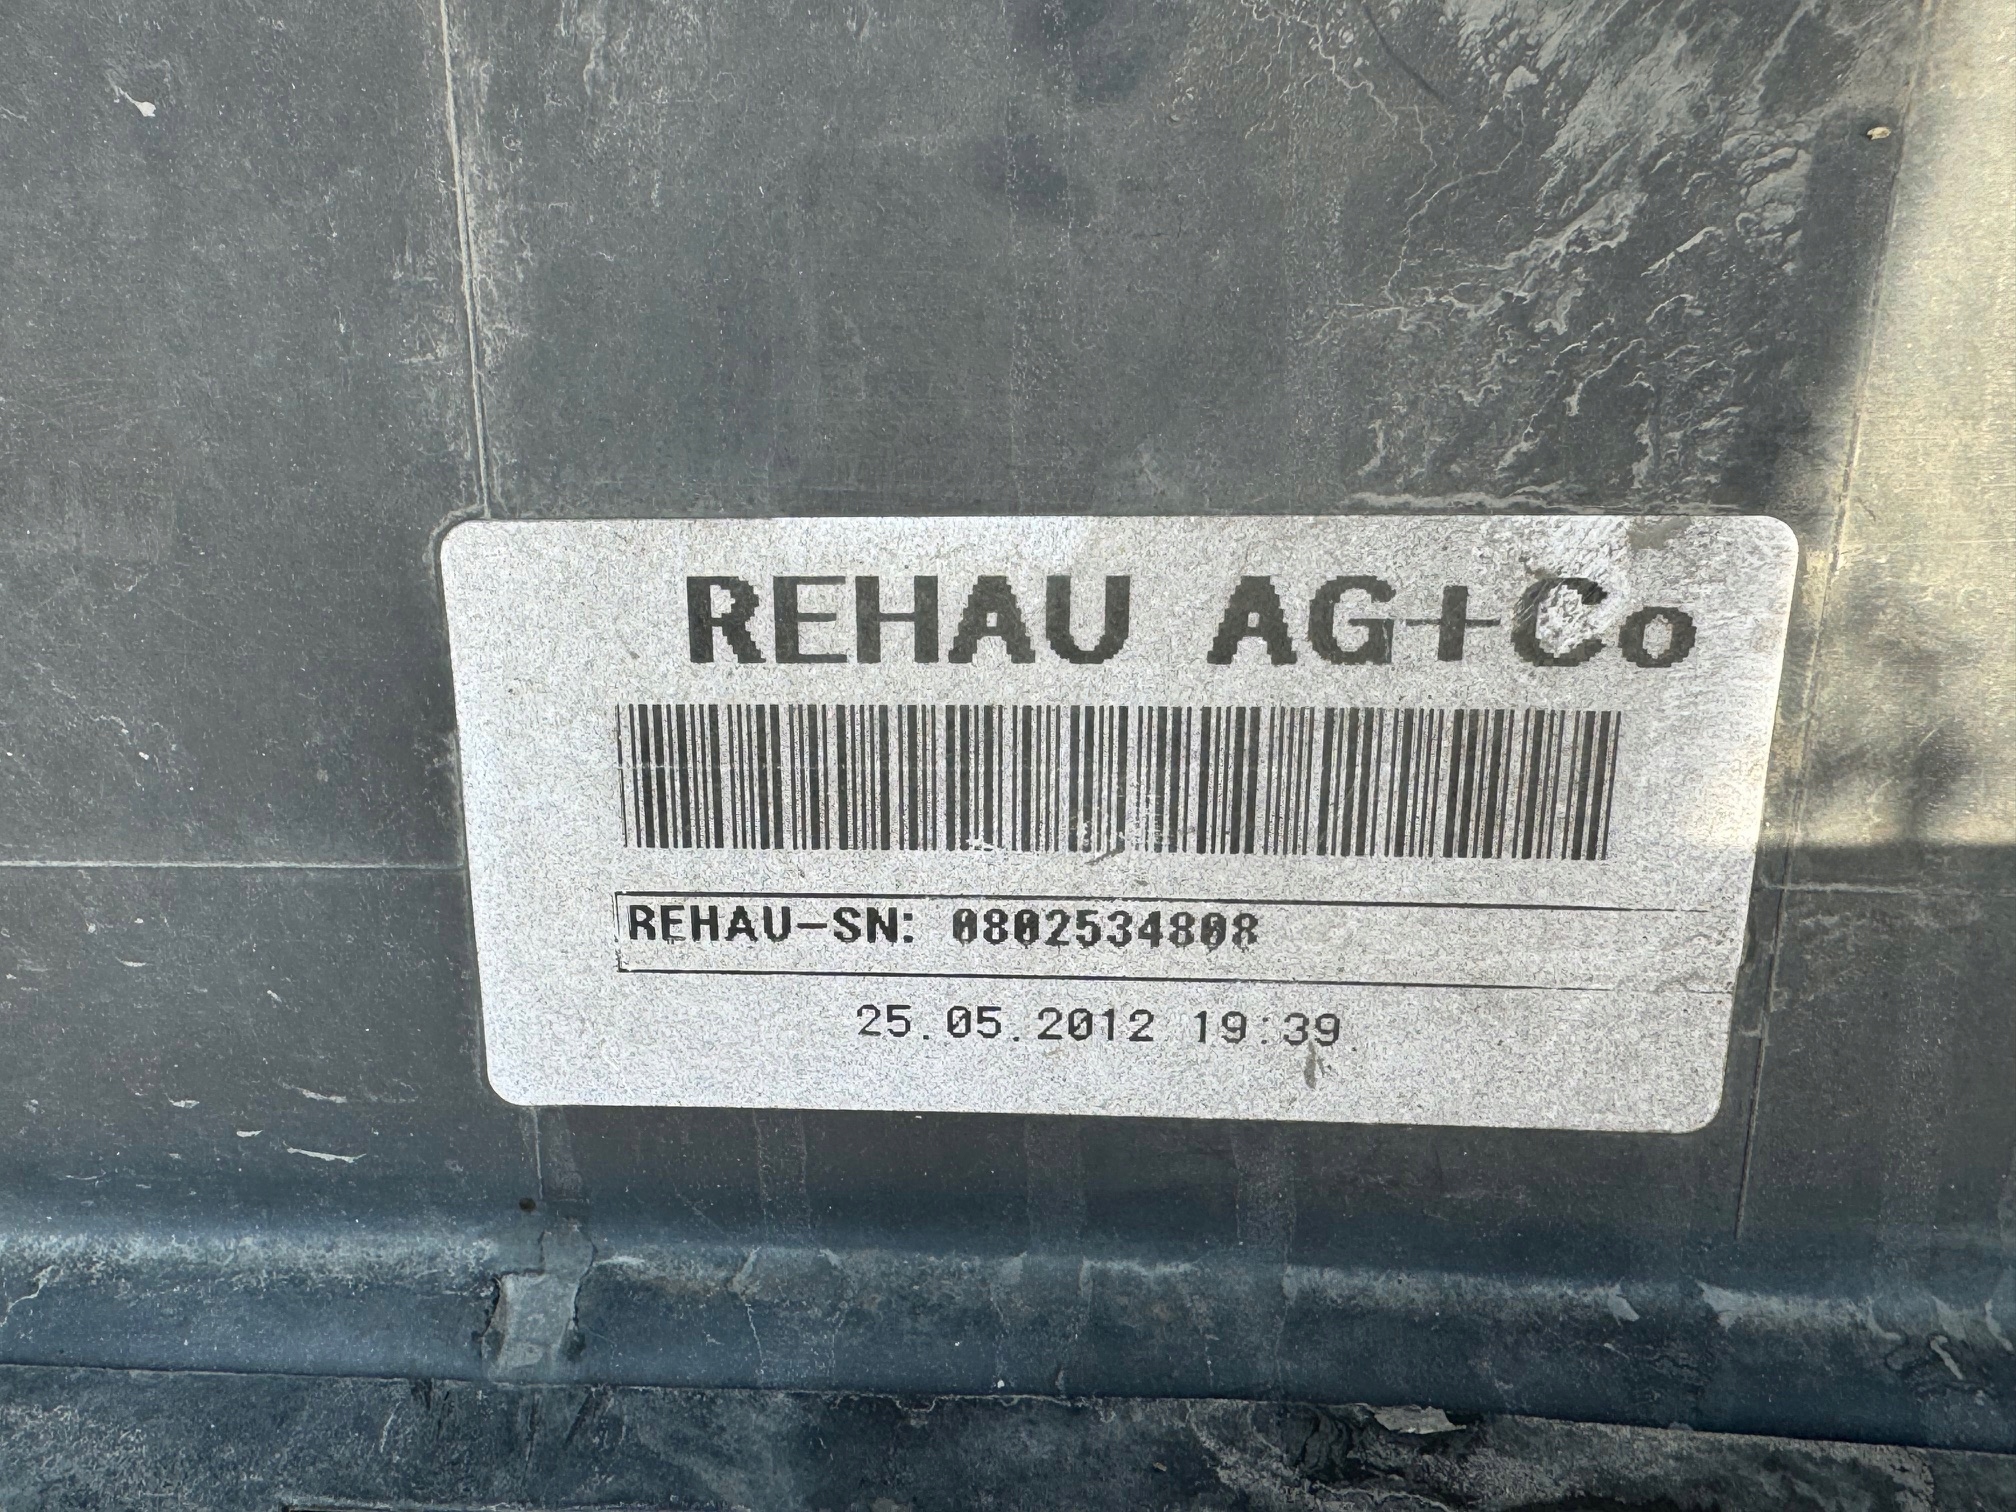 REHAU AG+Co
REHAU-SN: 0802534808
25.05.2012 19:39